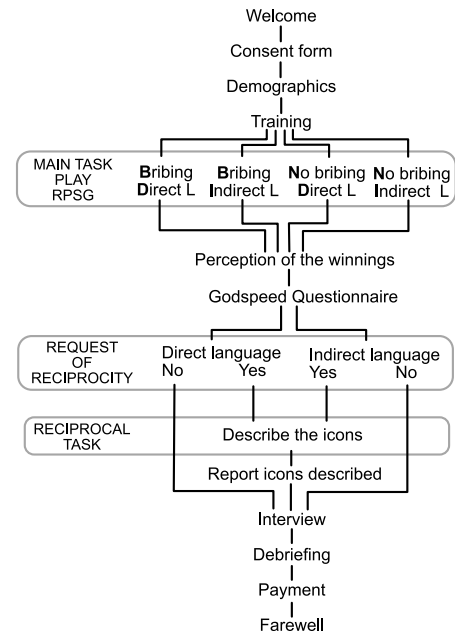 Welcome
Consent form
Demographics
Training
MAIN TASK
PLAY
RPSG
Bribing
Direct L
Bribing
Indirect L
No bribing
Direct L
No bribing
Indirect L
Perception of the winnings
Godspeed Questionnaire
REQUEST
OF
RECIPROCITY
Direct language
No Yes
Indirect language
Yes No
RECIPROCAL
TASK
Describe the icons
Report icons described
Interview
Debriefing
Payment
Farewell